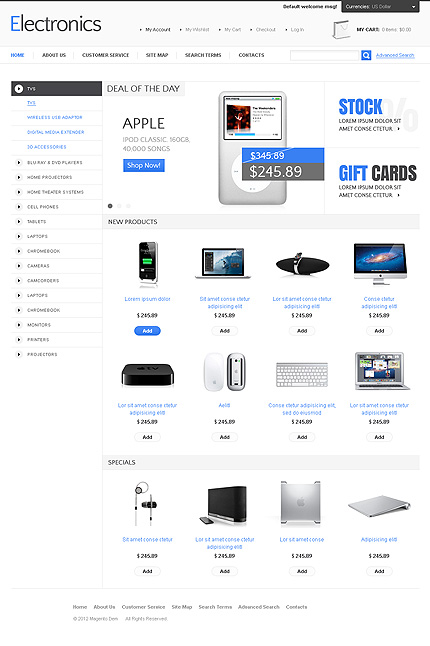 Default welcome msg!
Currencies: US Dollar
Electronics
My Account
My Wishlist
My Cart
Checkout
Log In
MY CART: 0 items: $0.00
HOME
ABOUT US
CUSTOMER SERVICE
SITE MAP
SEARCH TERMS
CONTACTS
Advanced Search
TVS
TVS
WIRELESS USB ADAPTOR
DIGITAL MEDIA EXTENDER
3D ACCESSORIES
BLU-RAY & DVD PLAYERS
HOME PROJECTORS
HOME THEATER SYSTEMS
CELL PHONES
TABLETS
LAPTOPS
CHROMEBOOK
CAMERAS
CAMCORDERS
LAPTOPS
CHROMEBOOK
MONITORS
PRINTERS
PROJECTORS
DEAL OF THE DAY
APPLE
IPOD CLASSIC, 160GB,
40,000 SONGS
Shop Now!
$345.89
$245.89
STOCK
%
LOREM IPSUM DOLOR SIT
AMET CONSE CTETUR
GIFT CARDS
LOREM IPSUM DOLOR SIT
AMET CONSE CTETUR
NEW PRODUCTS
Lorem ipsum dolor
$ 245.89
Add
Sit amet conse ctetur
adipisicing elit
$ 245.89
Add
Lor sit amet conse ctetur
adipisicing elit
$ 245.89
Add
Conse ctetur
adipisicing elit
$ 245.89
Add
Lor sit amet conse ctetur
adipisicing elit
$ 245.89
Add
Aelit!
$ 245.89
Add
Conse ctetur adipisicing elit,
sed do eiusmod
$ 245.89
Add
Lor sit amet conse ctetur
adipisicing elit
$ 245.89
Add
SPECIALS
Sit amet conse ctetur
$ 245.89
Add
Lor sit amet conse ctetur
adipisicing elit
$ 245.89
Add
Lor sit amet conse
$ 245.89
Add
Adipisicing elit
$ 245.89
Add
Home About Us Customer Service Site Map Search Terms Advanced Search Contacts
© 2012 Magento Dem All Rights Reserved.